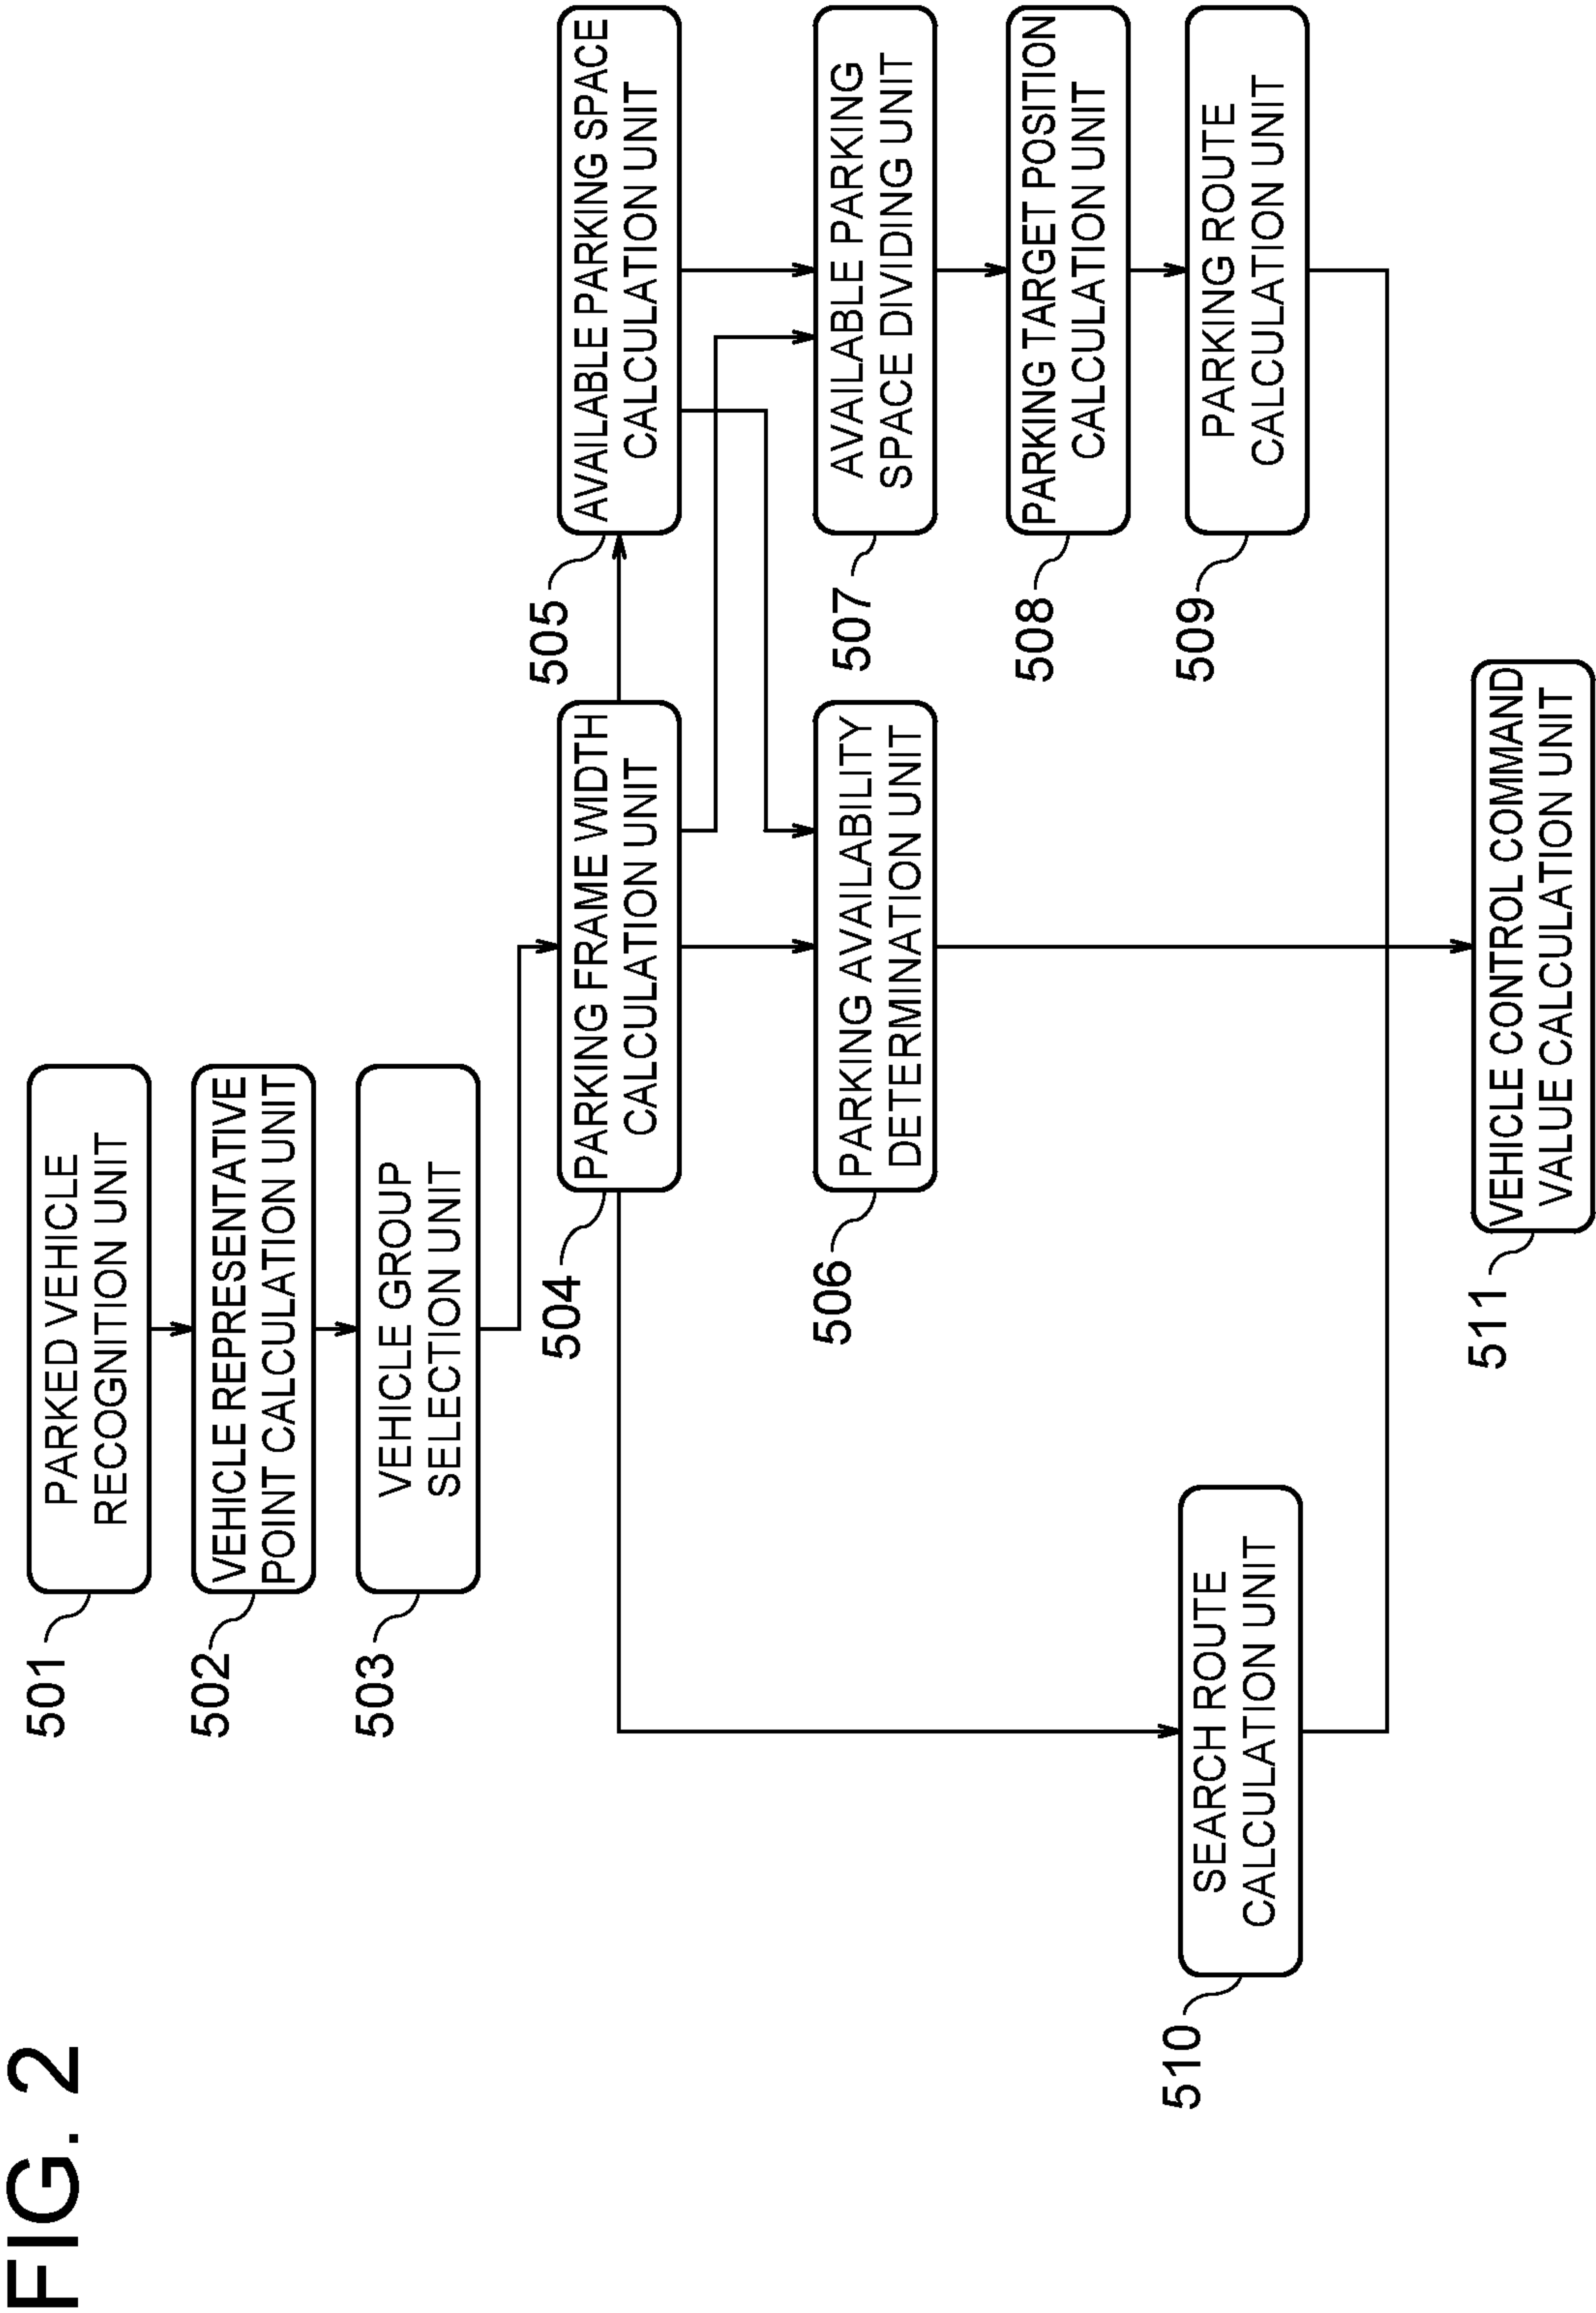 FIG. 2
501
PARKED VEHICLE
RECOGNITION UNIT
502
VEHICLE REPRESENTATIVE
POINT CALCULATION UNIT
503
VEHICLE GROUP
SELECTION UNIT
504
PARKING FRAME WIDTH
CALCULATION UNIT
505
AVAILABLE PARKING SPACE
CALCULATION UNIT
506
PARKING AVAILABILITY
DETERMINATION UNIT
507
AVAILABLE PARKING
SPACE DIVIDING UNIT
508
PARKING TARGET POSITION
CALCULATION UNIT
510
SEARCH ROUTE
CALCULATION UNIT
509
PARKING ROUTE
CALCULATION UNIT
511
VEHICLE CONTROL COMMAND
VALUE CALCULATION UNIT